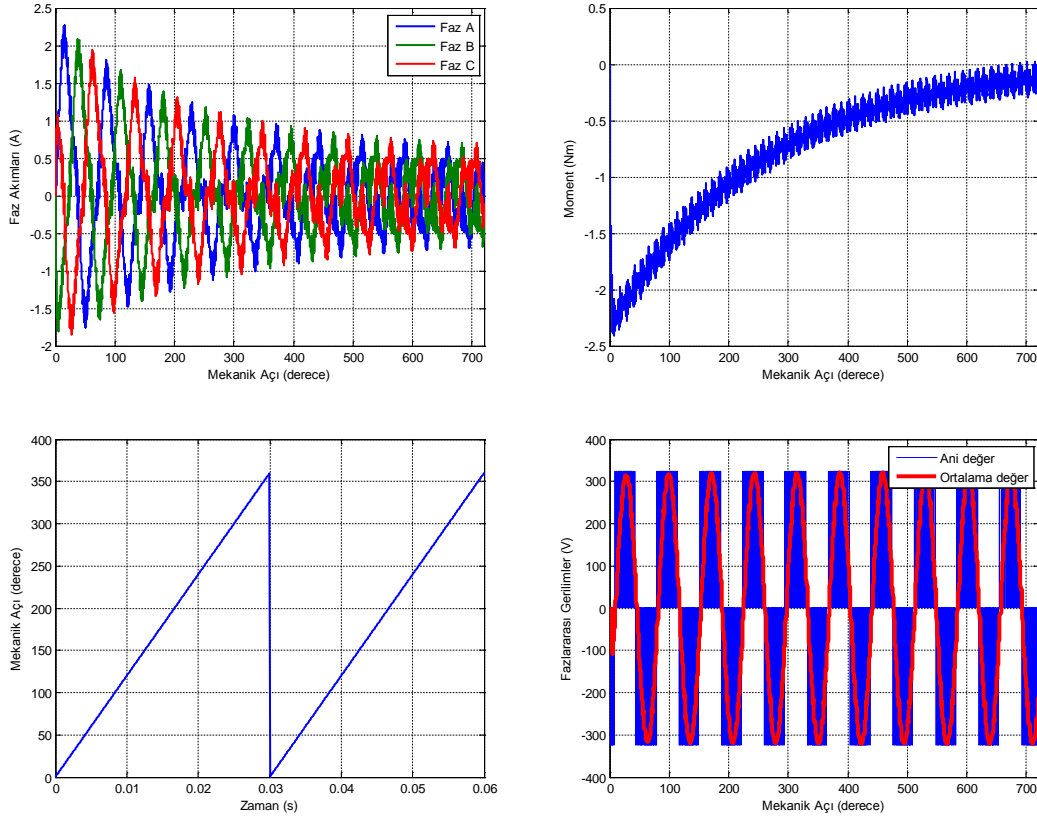 2.5
2
1.5
1
0.5
0
-0.5
-1
-1.5
-2
Faz Akımları (A)
Faz A
Faz B
Faz C
0 100 200 300 400 500 600 700
Mekanik Açı (derece)
0.5
0
-0.5
-1
-1.5
-2
-2.5
Moment (Nm)
0 100 200 300 400 500 600 700
Mekanik Açı (derece)
400
350
300
250
200
150
100
50
0
Mekanik Açı (derece)
0 0.01 0.02 0.03 0.04 0.05 0.06
Zaman (s)
400
300
200
100
0
-100
-200
-300
-400
Fazlararası Gerilimler (V)
Ani değer
Ortalama değer
0 100 200 300 400 500 600 700
Mekanik Açı (derece)